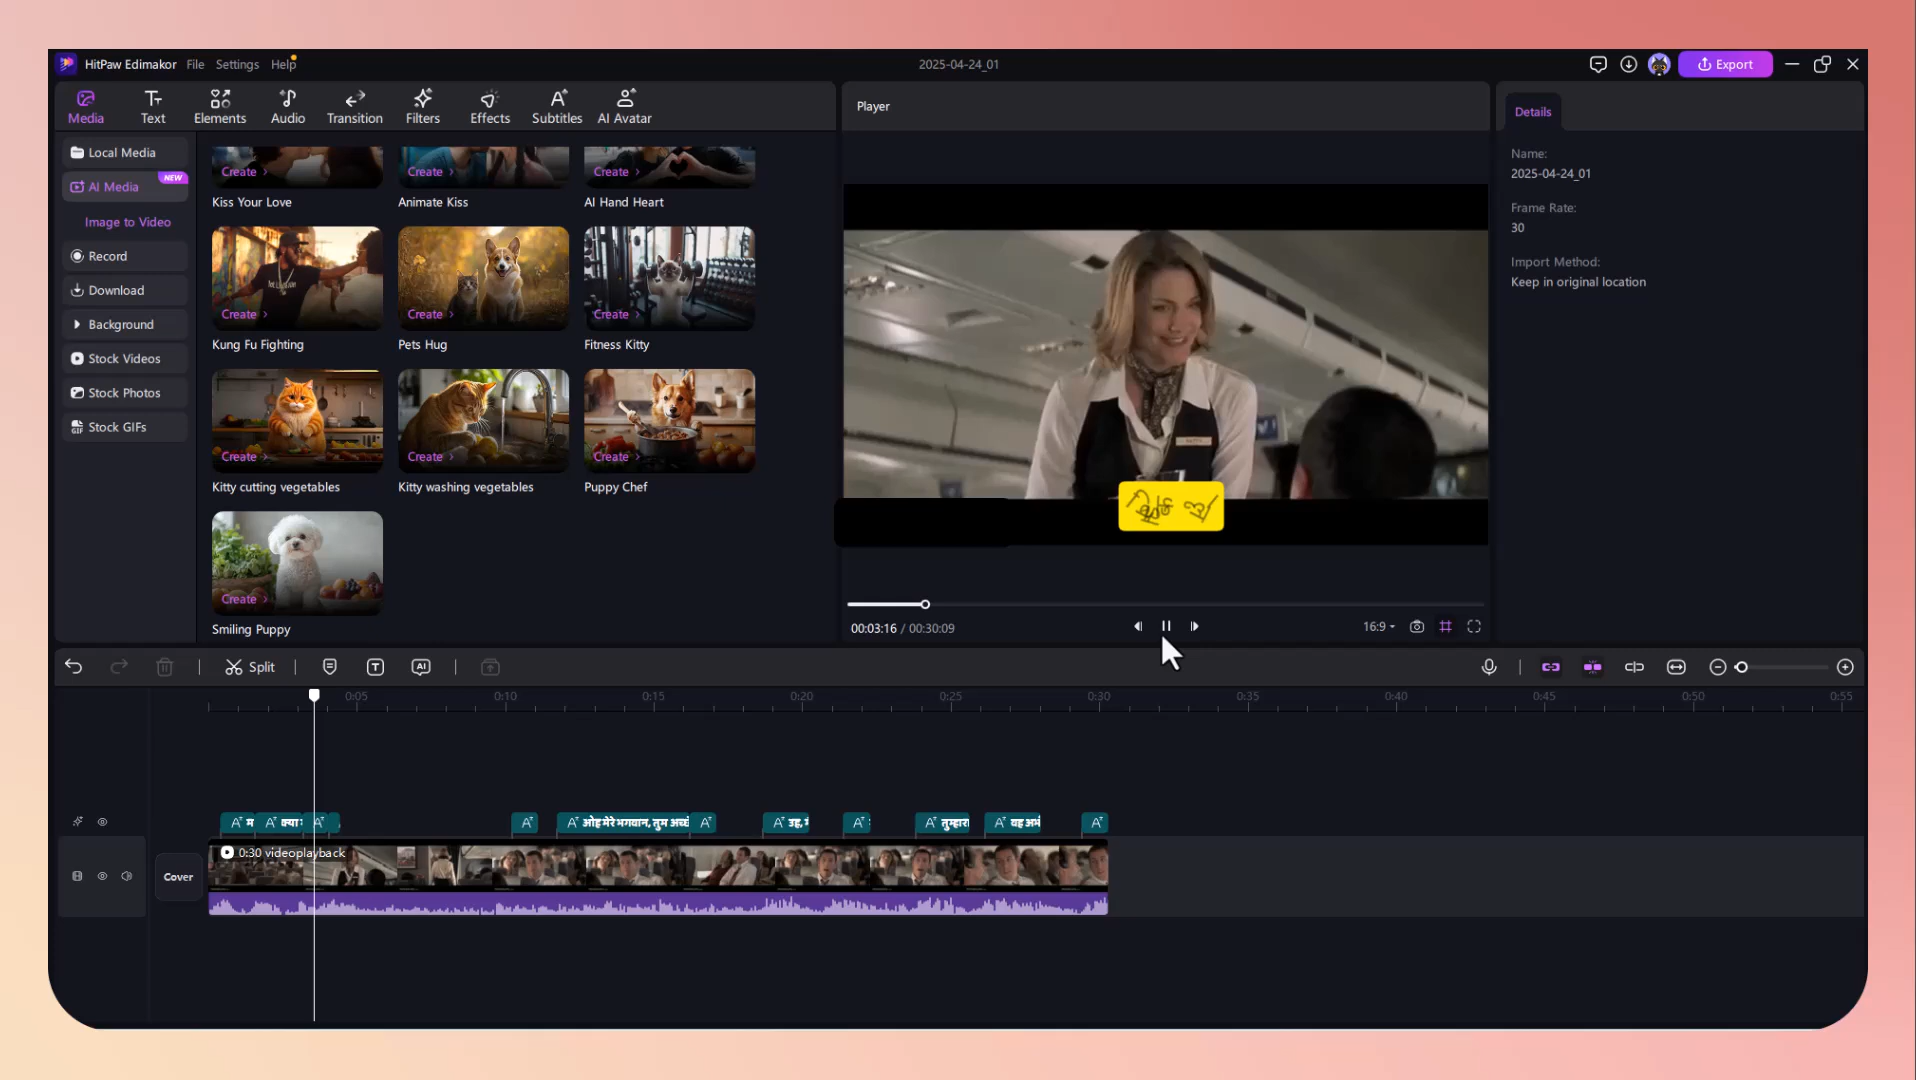 HitPaw Edimakor File Settings Help
2025-04-24_01
Export
Media Text Elements Audio Transition Filters Effects Subtitles AI Avatar
Player
Details
Local Media
AI Media NEW
Image to Video
Record
Download
Background
Stock Videos
Stock Photos
GIF Stock GIFs
Create Create Create
Kiss Your Love Animate Kiss AI Hand Heart
Create Create Create
Kung Fu Fighting Pets Hug Fitness Kitty
Create Create Create
Kitty cutting vegetables Kitty washing vegetables Puppy Chef
Create
Smiling Puppy
Name:
2025-04-24_01
Frame Rate:
30
Import Method:
Keep in original location
00:03:16 / 00:30:09
16:9
Split
AI
0:05 0:10 0:15 0:20 0:25 0:30 0:35 0:40 0:45 0:50 0:55
क्या ओह मेरे भगवान, तुम उह, तुम्हारा वह
0:30 videoplayback
Cover